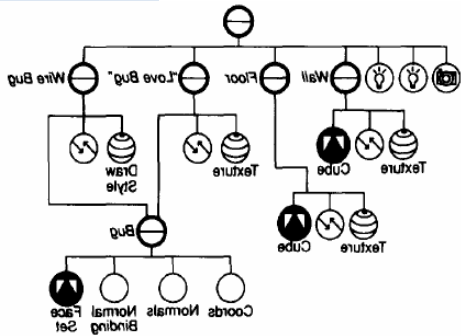 Wire Bug
“Love Bug”
Floor
Wall
Draw
Style
Texture
Cube
Texture
Cube
Texture
Bug
Face
Set
Normal
Binding
Normals
Coords